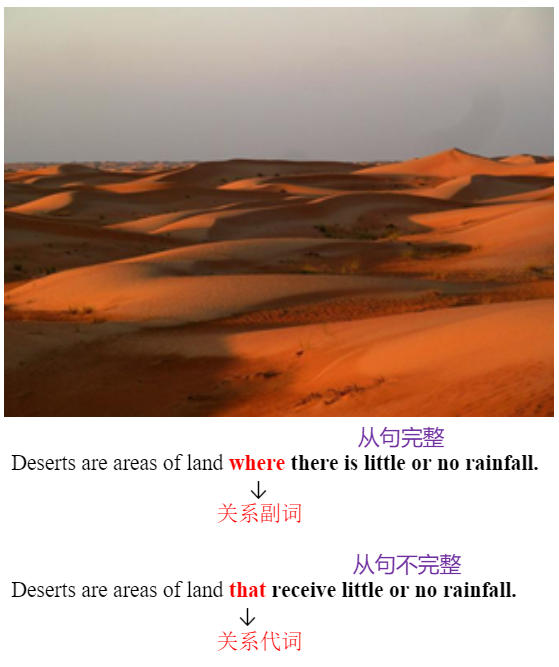 从句完整
Deserts are areas of land where there is little or no rainfall.
↓
关系副词
从句不完整
Deserts are areas of land that receive little or no rainfall.
↓
关系代词